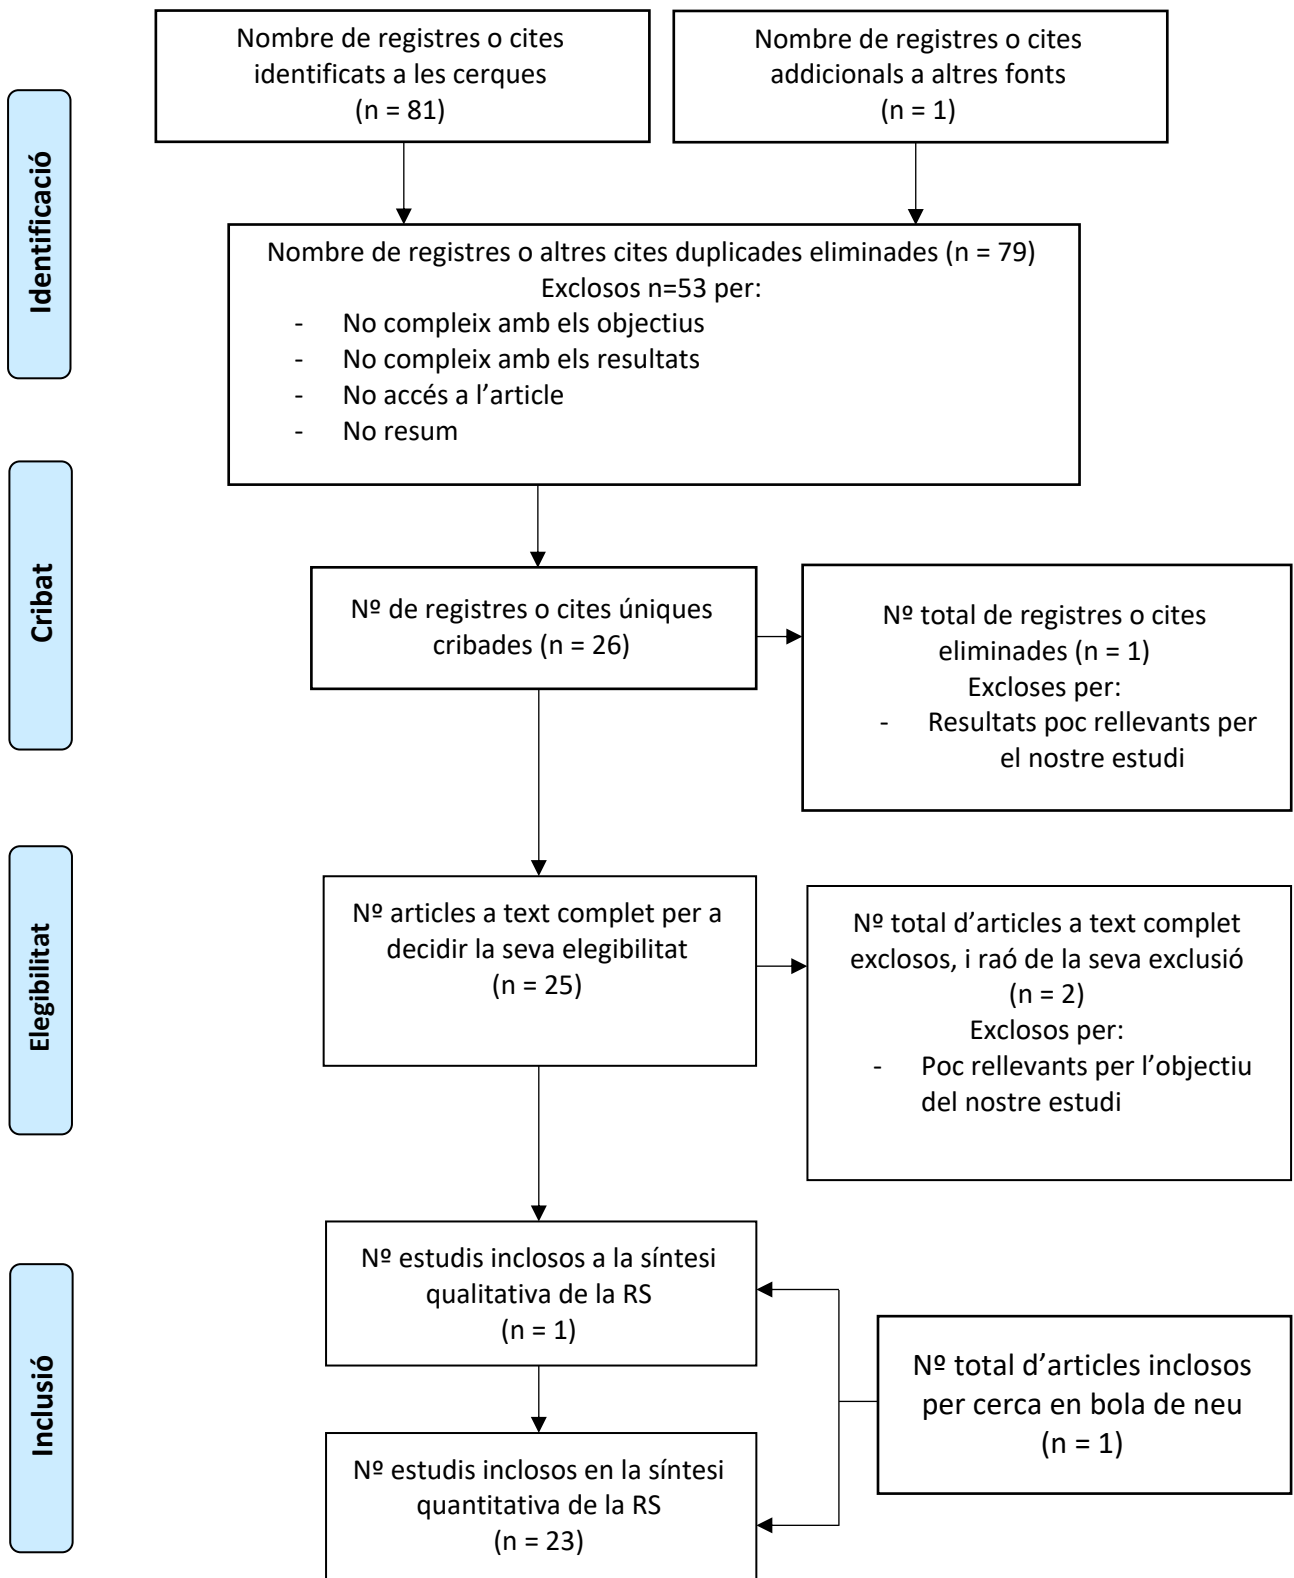 Nombre de registres o cites
identificats a les cerques
(n = 81)
Nombre de registres o cites
addicionals a altres fonts
(n = 1)
Identificació
Nombre de registres o altres cites duplicades eliminades (n = 79)
Exclosos n=53 per:
- No compleix amb els objectius
- No compleix amb els resultats
- No accés a l’article
- No resum
Cribat
Nº de registres o cites úniques
cribades (n = 26)
Nº total de registres o cites
eliminades (n = 1)
Excloses per:
- Resultats poc rellevants per
el nostre estudi
Elegibilitat
Nº articles a text complet per a
decidir la seva elegibilitat
(n = 25)
Nº total d’articles a text complet
exclosos, i raó de la seva exclusió
(n = 2)
Exclosos per:
- Poc rellevants per l’objectiu
del nostre estudi
Inclusió
Nº estudis inclosos a la síntesi
qualitativa de la RS
(n = 1)
Nº total d’articles inclosos
per cerca en bola de neu
(n = 1)
Nº estudis inclosos en la síntesi
quantitativa de la RS
(n = 23)